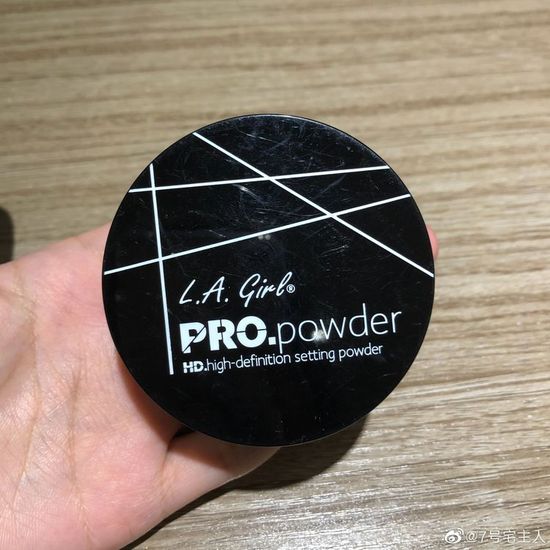 L.A. Girl®
PRO.powder
HD.high-definition setting powder
@7号宅主人